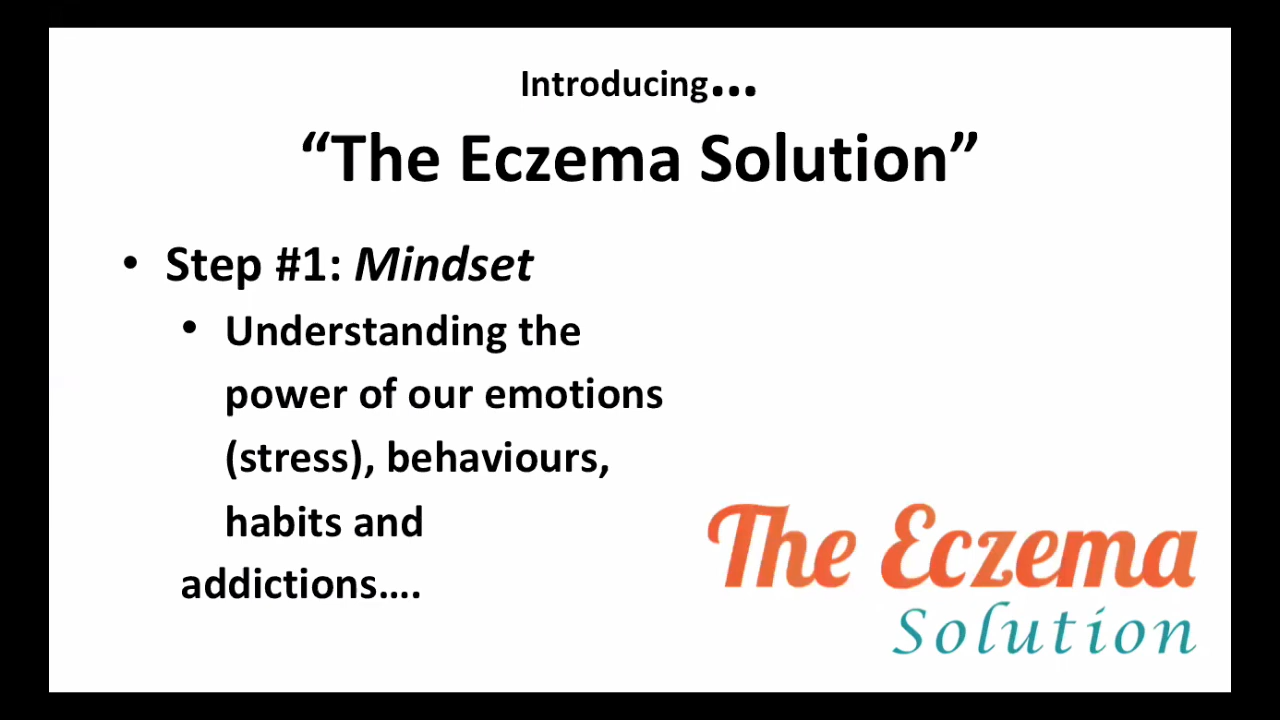 Introducing...
“The Eczema Solution”
• Step #1: Mindset
• Understanding the
power of our emotions
(stress), behaviours,
habits and
addictions....
The Eczema
Solution